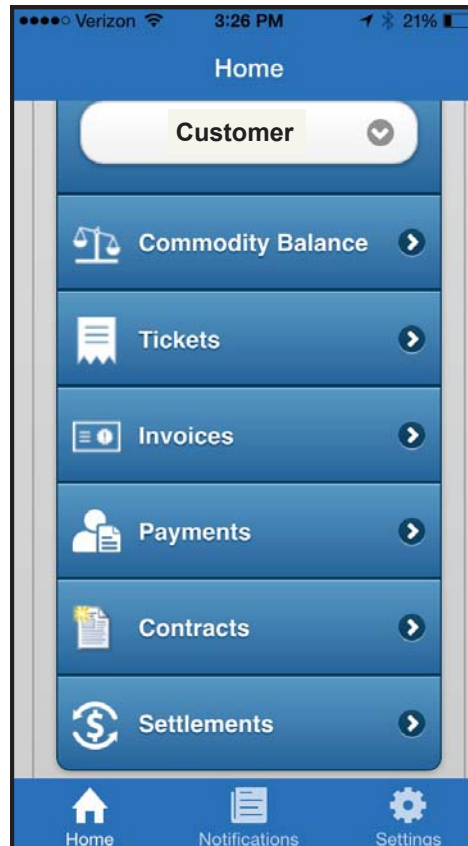 Verizon 3:26 PM 21%
Home
Customer
Commodity Balance
Tickets
Invoices
Payments
Contracts
Settlements
Home Notifications Settings